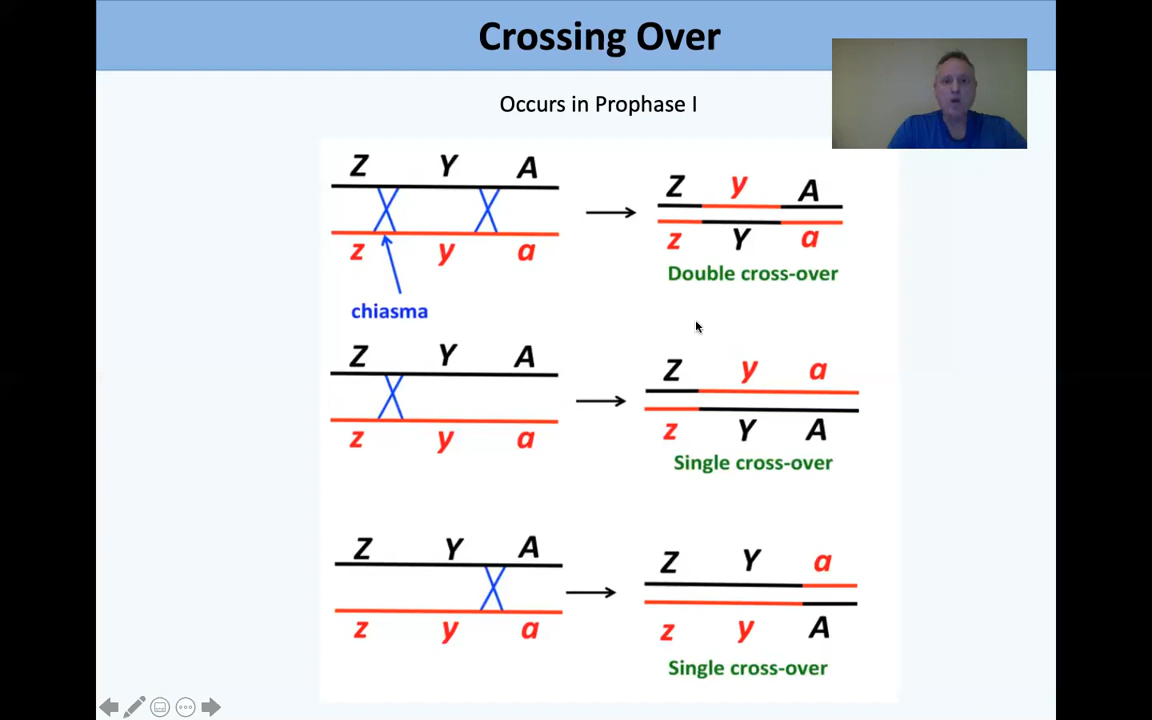 Crossing Over
Occurs in Prophase I
Z Y A
z y a
chiasma
Z y A
z Y a
Double cross-over
Z Y A
z y a
Z y a
z Y A
Single cross-over
Z Y A
z y a
Z Y a
z y A
Single cross-over